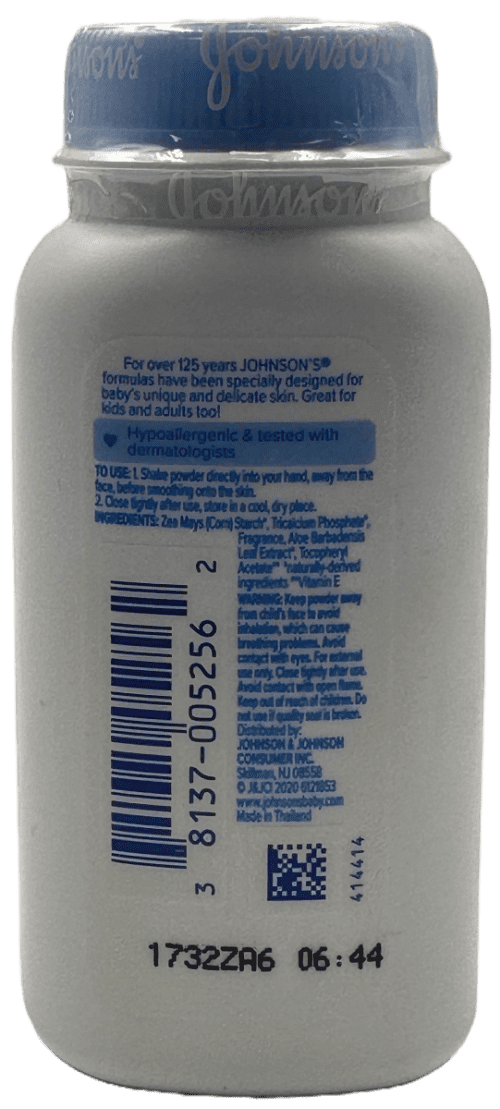 Johnson's
Johnson's
For over 125 years JOHNSON'S®
formulas have been specially designed for
baby's unique and delicate skin. Great for
kids and adults too!
Hypoallergenic & tested with
dermatologists
TO USE: 1. Shake powder directly into your hand, away from the
face, before smoothing onto the skin.
2. Close tightly after use, store in a cool, dry place.
INGREDIENTS: Zea Mays (Corn) Starch*, Tricalcium Phosphate*,
Fragrance, Aloe Barbadensis
Leaf Extract*, Tocopheryl
Acetate** *naturally-derived
ingredients **Vitamin E
WARNING: Keep powder away
from child's face to avoid
inhalation, which can cause
breathing problems. Avoid
contact with eyes. For external
use only. Close tightly after use.
Avoid contact with open flame.
Keep out of reach of children. Do
not use if quality seal is broken.
Distributed by:
JOHNSON & JOHNSON
CONSUMER INC.
Skillman, NJ 08558
© J&JCI 2020 6121853
www.johnsonsbaby.com
Made in Thailand
3 8137-005256 2
414414
1732ZA6 06:44